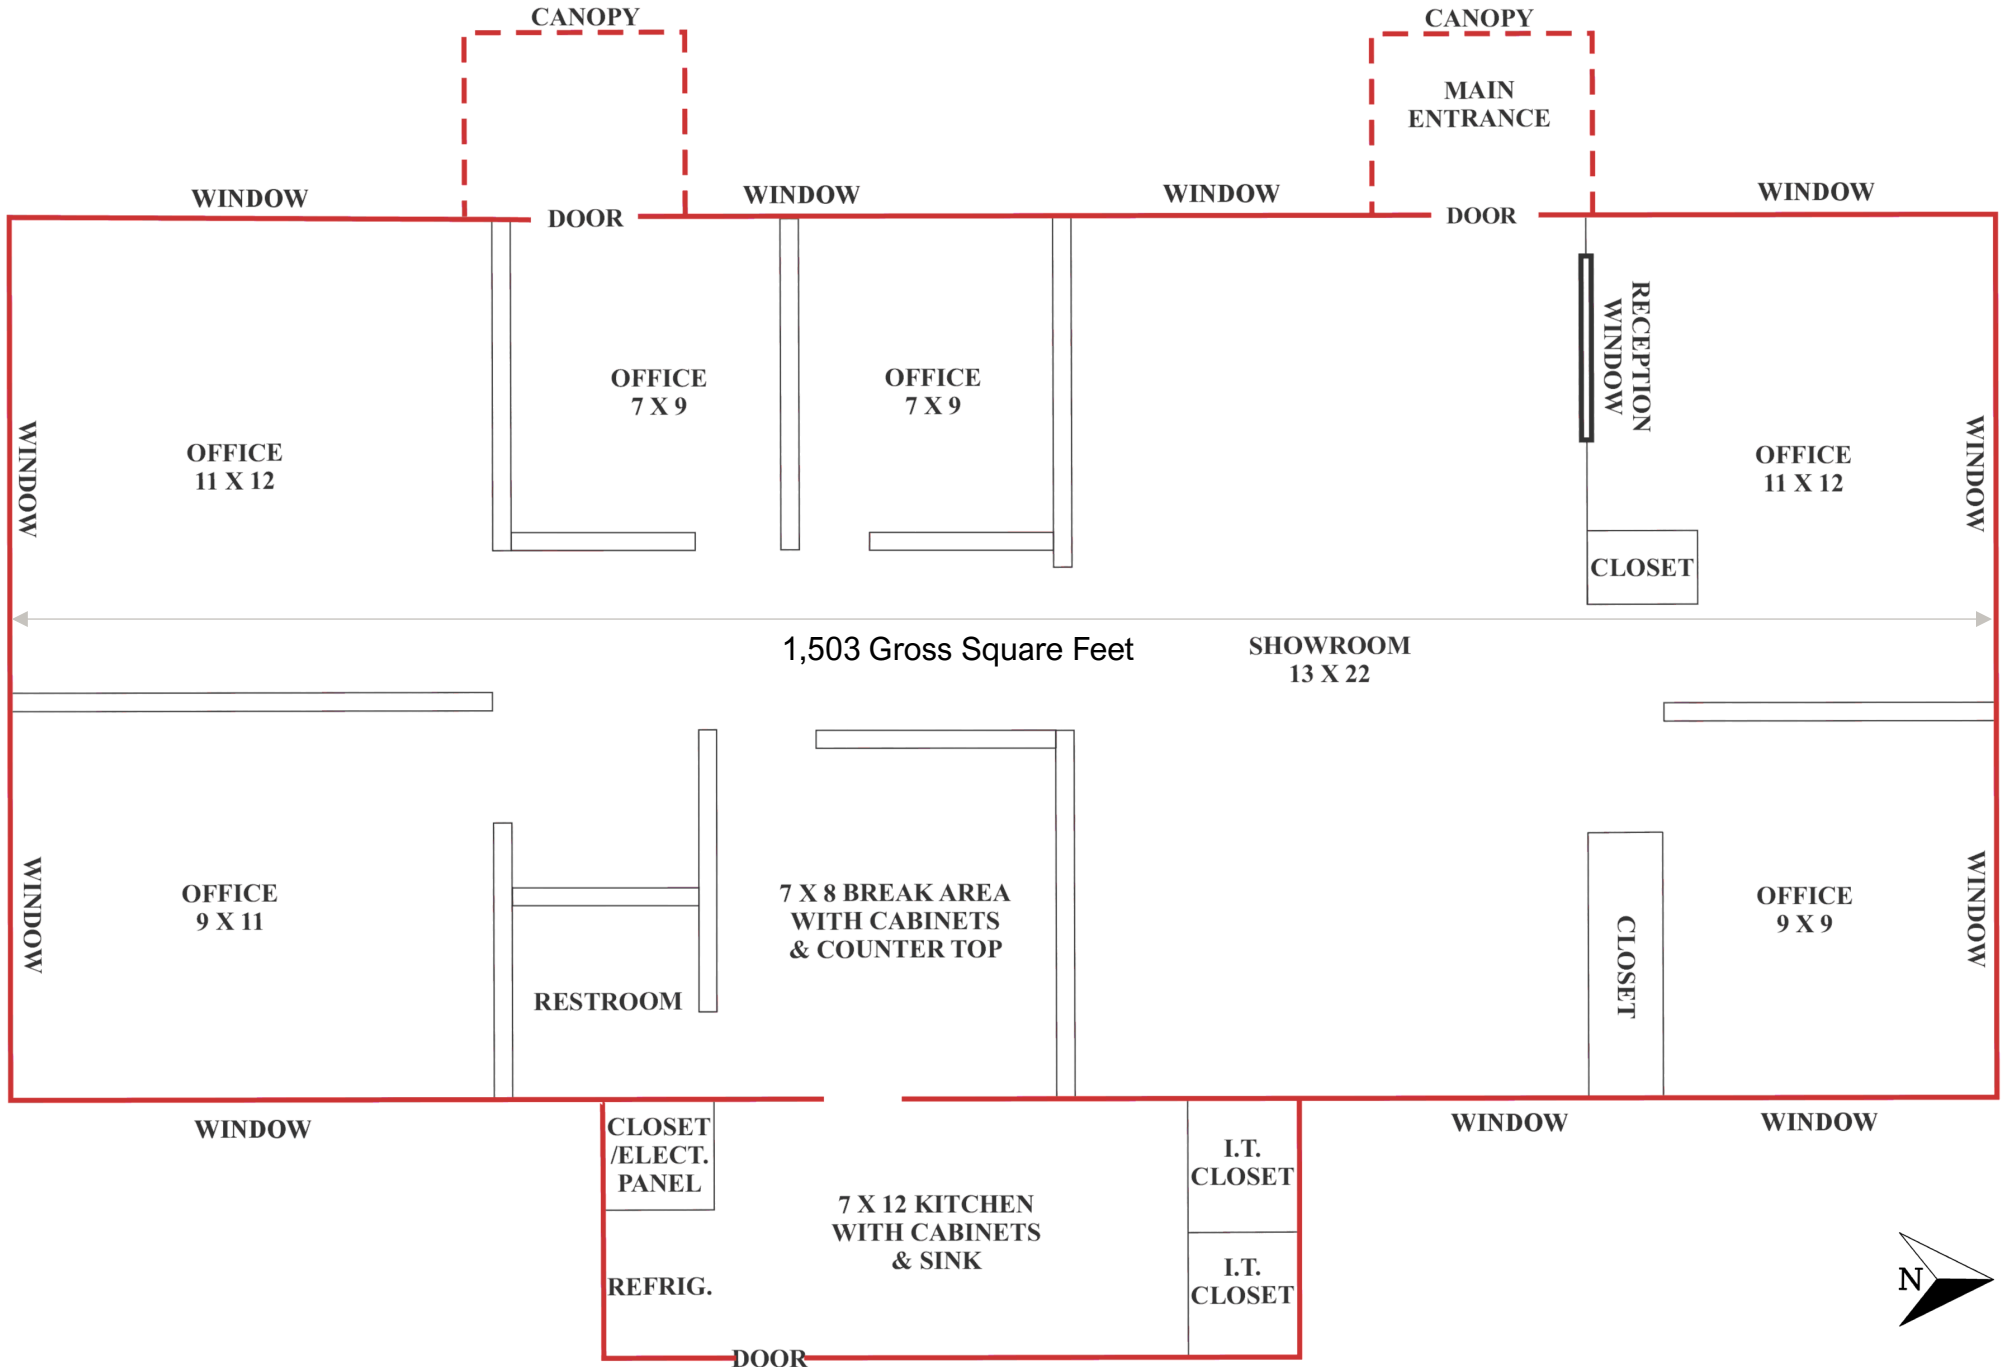 CANOPY
CANOPY
MAIN
ENTRANCE
WINDOW
WINDOW
WINDOW
WINDOW
DOOR
DOOR
RECEPTION
WINDOW
OFFICE
7 X 9
OFFICE
7 X 9
WINDOW
OFFICE
11 X 12
OFFICE
11 X 12
WINDOW
CLOSET
1,503 Gross Square Feet
SHOWROOM
13 X 22
WINDOW
OFFICE
9 X 11
7 X 8 BREAK AREA
WITH CABINETS
& COUNTER TOP
RESTROOM
CLOSET
OFFICE
9 X 9
WINDOW
WINDOW
CLOSET
/ELECT.
PANEL
7 X 12 KITCHEN
WITH CABINETS
& SINK
REFRIG.
I.T.
CLOSET
I.T.
CLOSET
WINDOW
WINDOW
N
DOOR